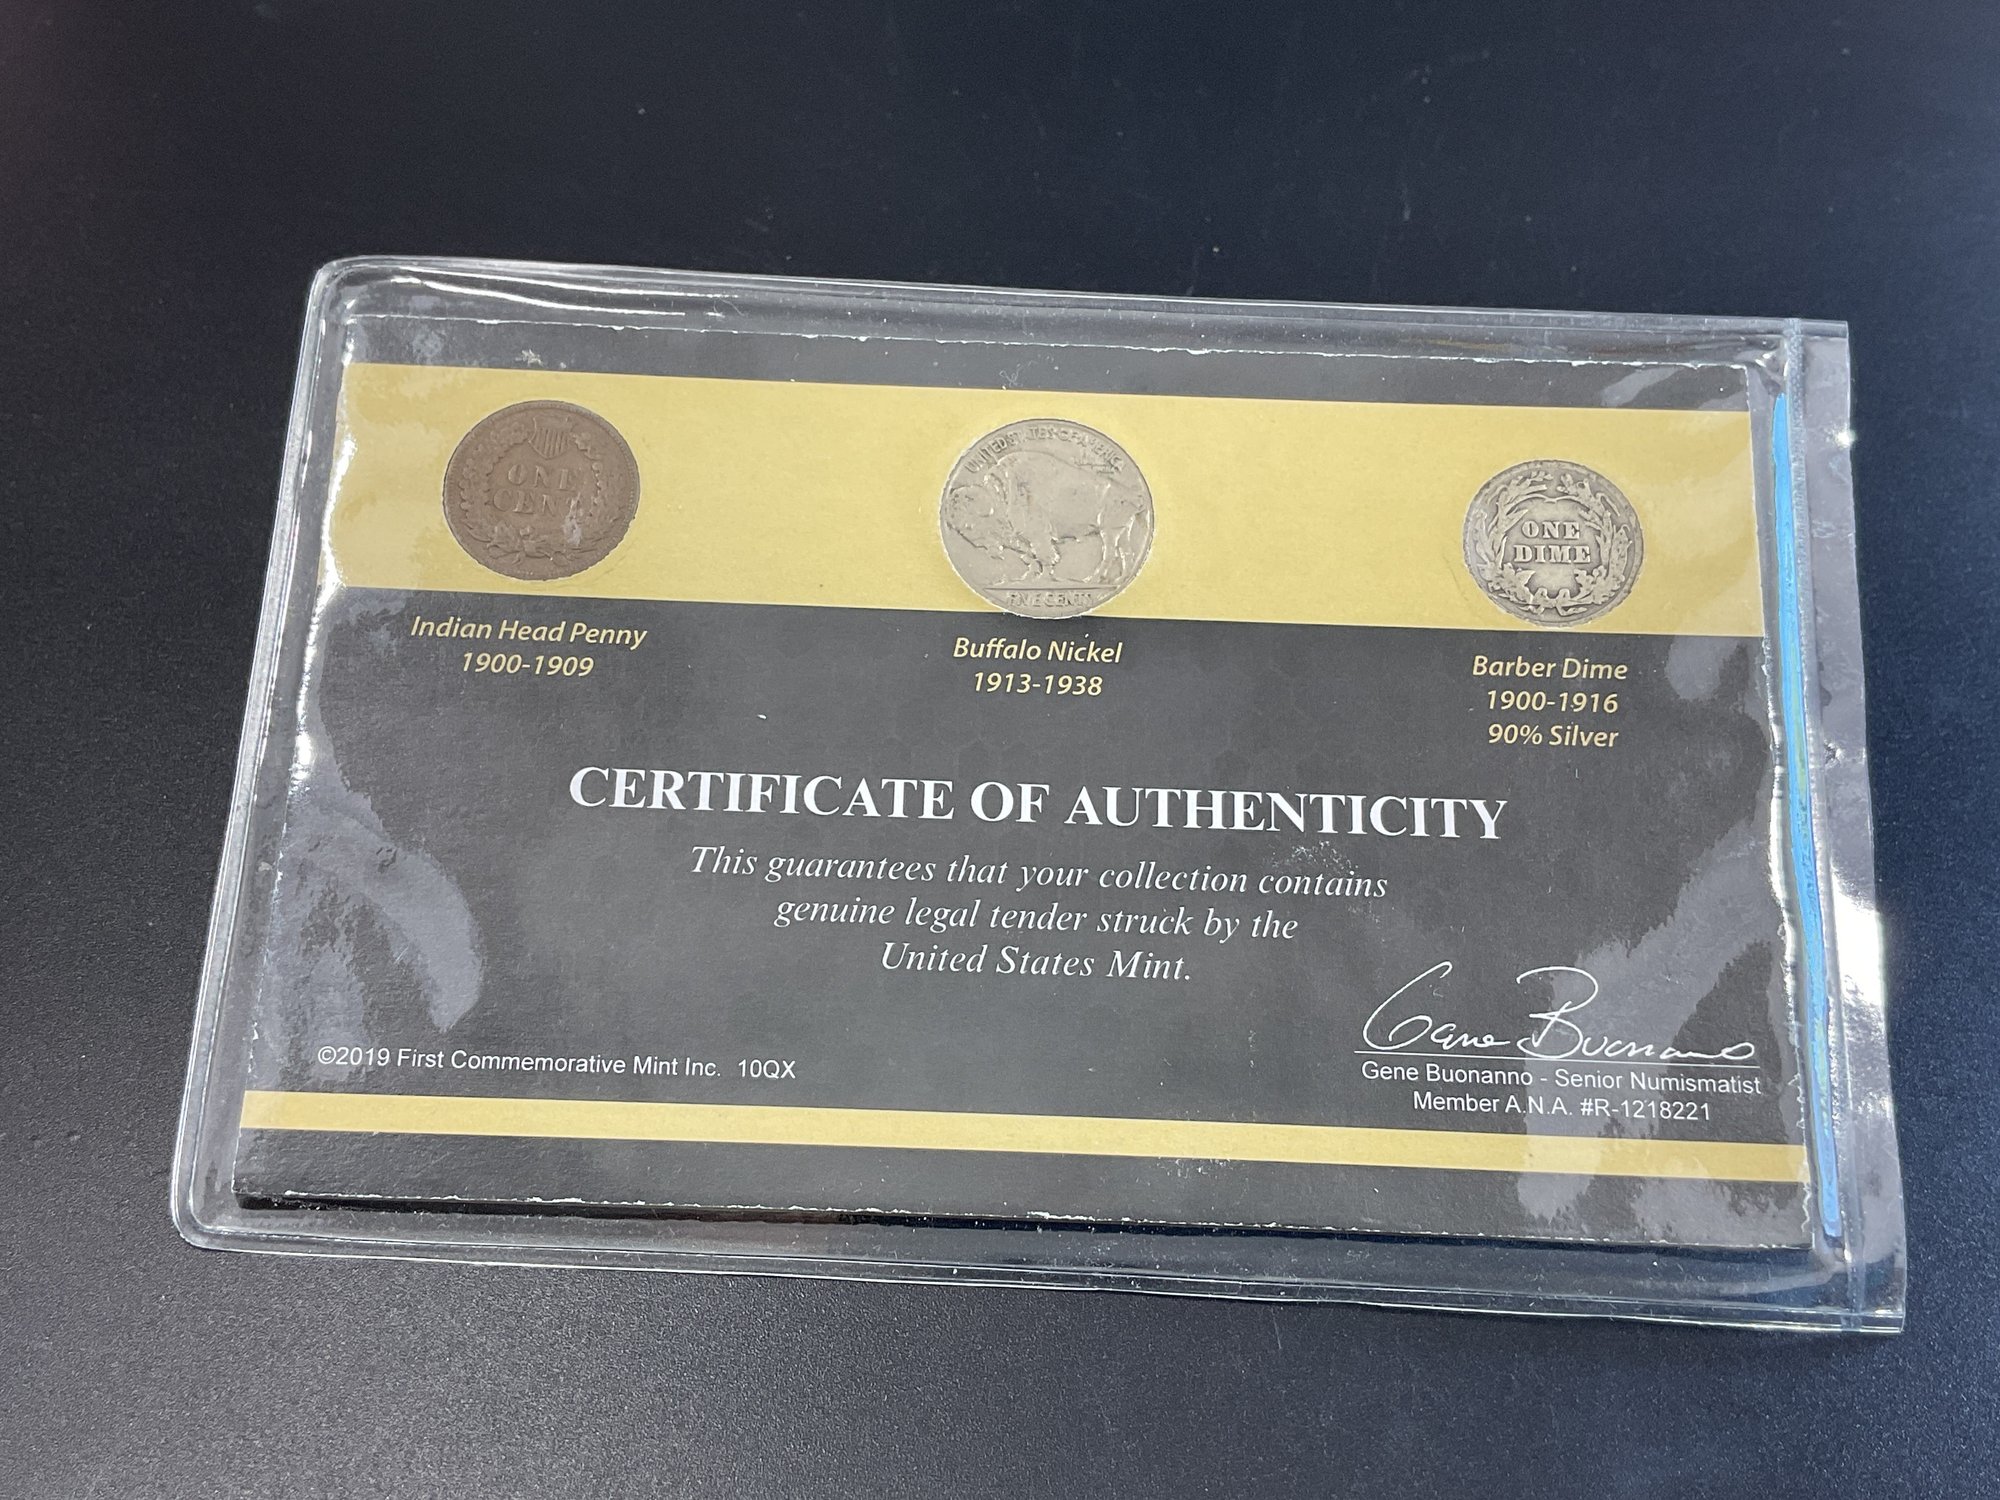 ONE
CENT
UNITED STATES OF AMERICA
FIVE CENTS
ONE
DIME
Indian Head Penny
1900-1909
Buffalo Nickel
1913-1938
Barber Dime
1900-1916
90% Silver
CERTIFICATE OF AUTHENTICITY
This guarantees that your collection contains
genuine legal tender struck by the
United States Mint.
Gene Buonanno
©2019 First Commemorative Mint Inc. 10QX
Gene Buonanno - Senior Numismatist
Member A.N.A. #R-1218221